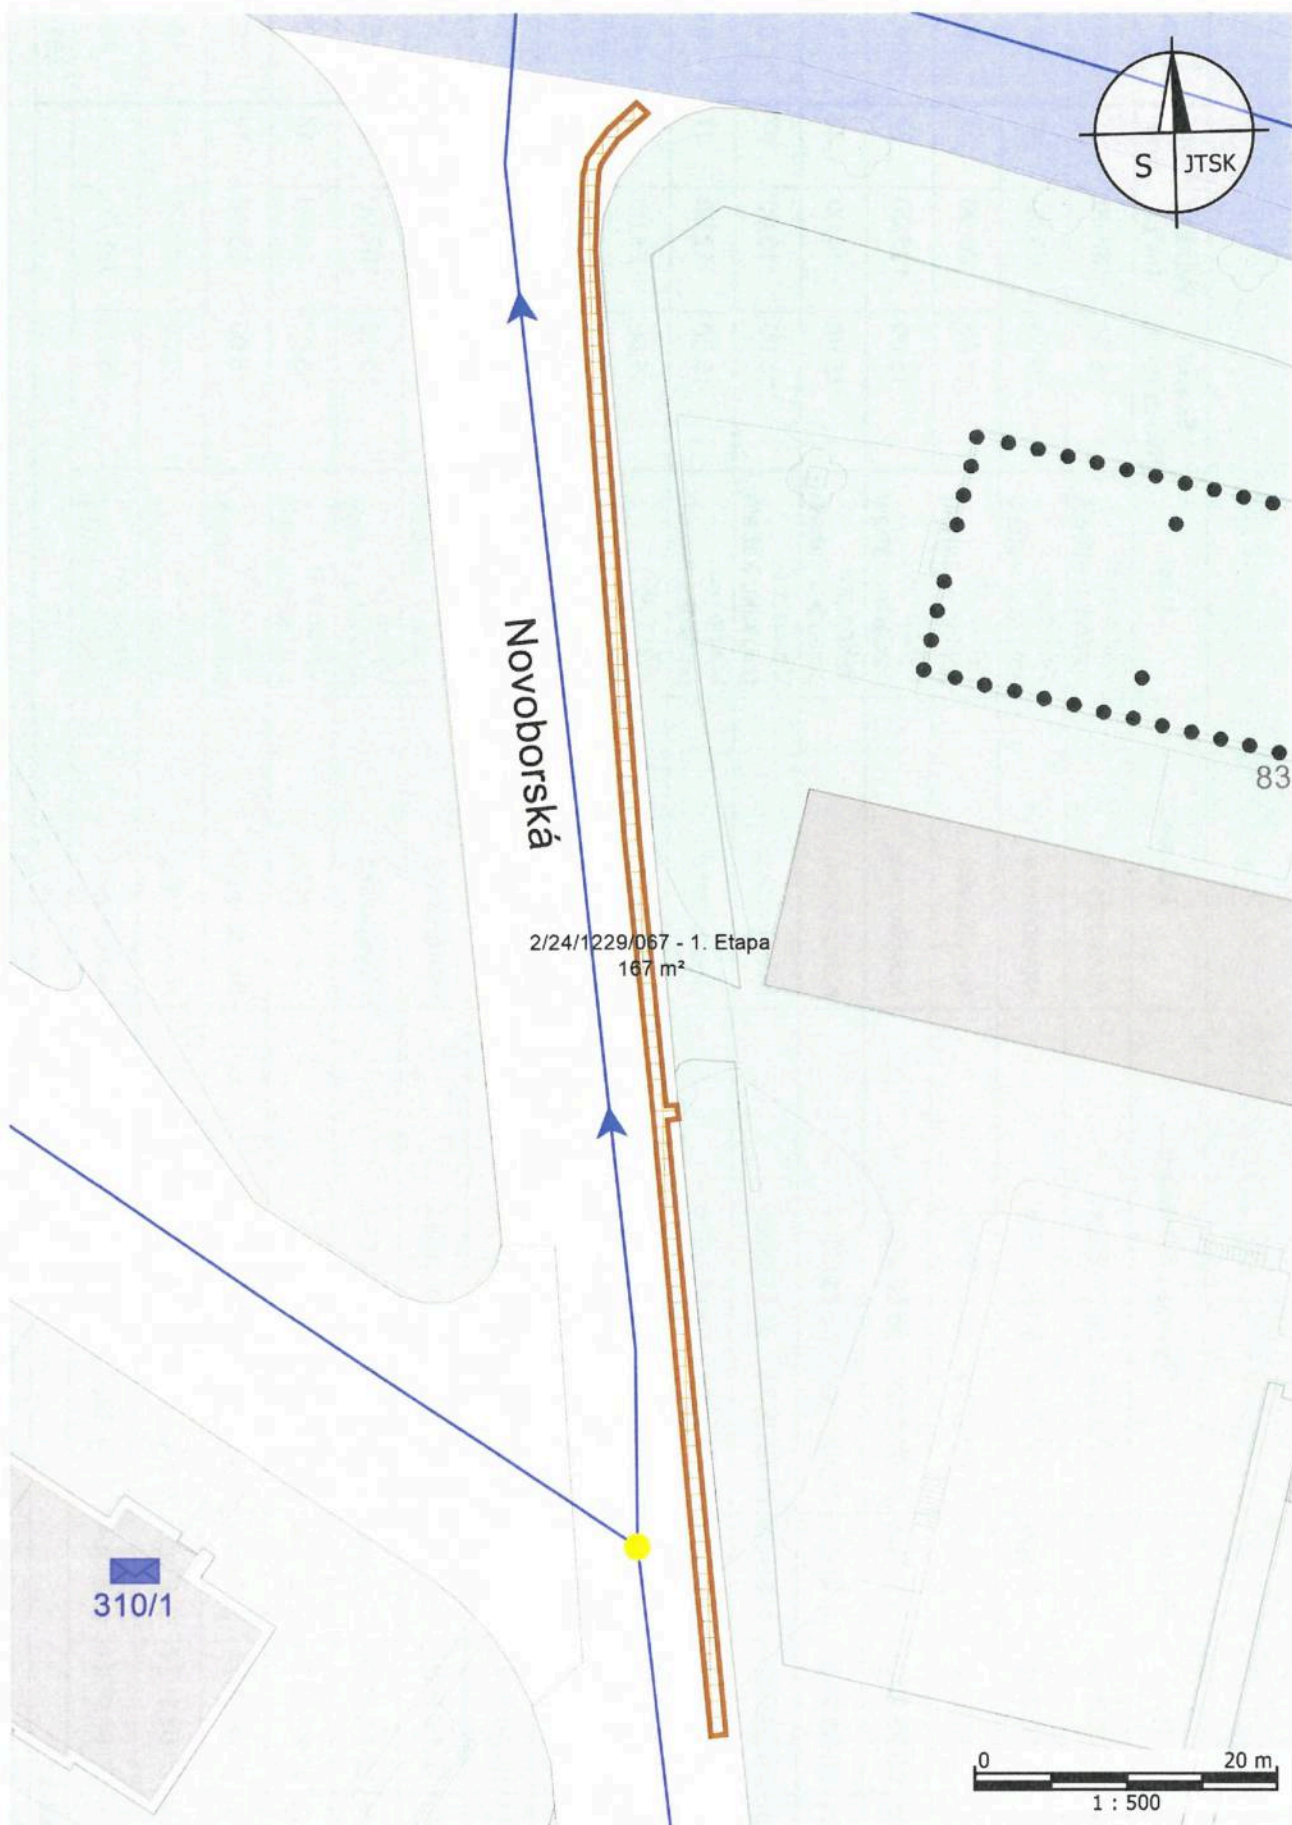 S JTSK
Novoborská
83
2/24/1229/067 - 1. Etapa
167 m²
310/1
0 20 m
1 : 500